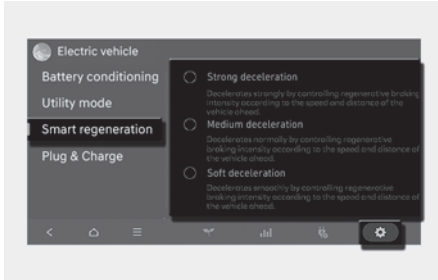 Electric vehicle
Battery conditioning
Utility mode
Smart regeneration
Plug & Charge
Strong deceleration
Decelerates strongly by controlling regenerative braking
intensity according to the speed and distance of the
vehicle ahead.
Medium deceleration
Decelerates normally by controlling regenerative
braking intensity according to the speed and distance of
the vehicle ahead.
Soft deceleration
Decelerates smoothly by controlling regenerative
braking intensity according to the speed and distance of
the vehicle ahead.